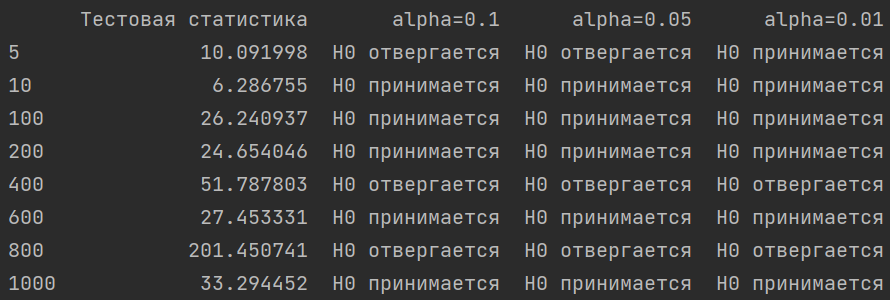 Тестовая статистика alpha=0.1 alpha=0.05 alpha=0.01
5 10.091998 H0 отвергается H0 отвергается H0 принимается
10 6.286755 H0 принимается H0 принимается H0 принимается
100 26.240937 H0 принимается H0 принимается H0 принимается
200 24.654046 H0 принимается H0 принимается H0 принимается
400 51.787803 H0 отвергается H0 отвергается H0 отвергается
600 27.453331 H0 принимается H0 принимается H0 принимается
800 201.450741 H0 отвергается H0 отвергается H0 отвергается
1000 33.294452 H0 принимается H0 принимается H0 принимается